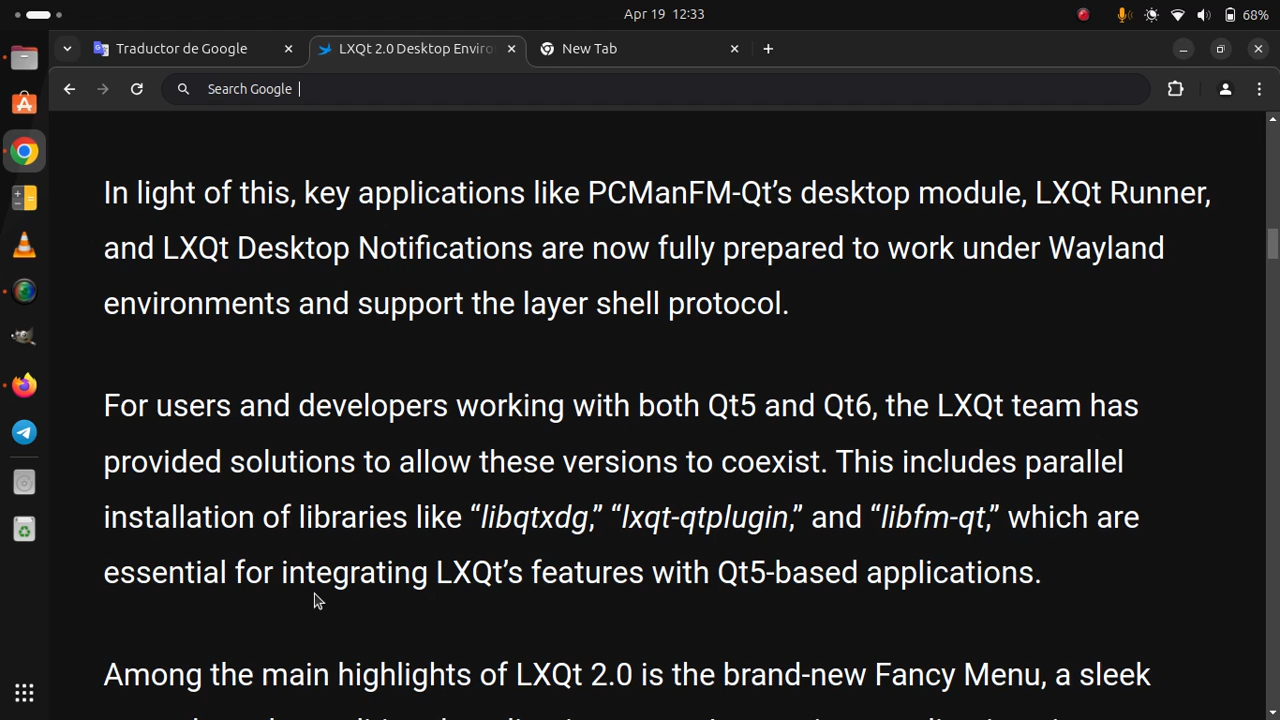 Apr 19 12:33
68%
Traductor de Google
LXQt 2.0 Desktop Enviro
New Tab
Search Google
In light of this, key applications like PCManFM-Qt’s desktop module, LXQt Runner,
and LXQt Desktop Notifications are now fully prepared to work under Wayland
environments and support the layer shell protocol.
For users and developers working with both Qt5 and Qt6, the LXQt team has
provided solutions to allow these versions to coexist. This includes parallel
installation of libraries like “libqtxdg,” “lxqt-qtplugin,” and “libfm-qt,” which are
essential for integrating LXQt’s features with Qt5-based applications.
Among the main highlights of LXQt 2.0 is the brand-new Fancy Menu, a sleek